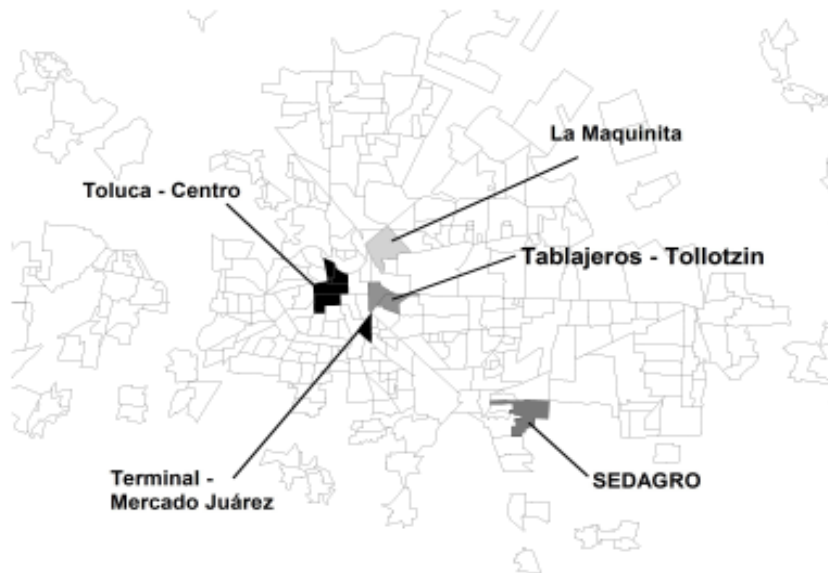 La Maquinita
Toluca - Centro
Tablajeros - Tollotzin
Terminal -
Mercado Juárez
SEDAGRO